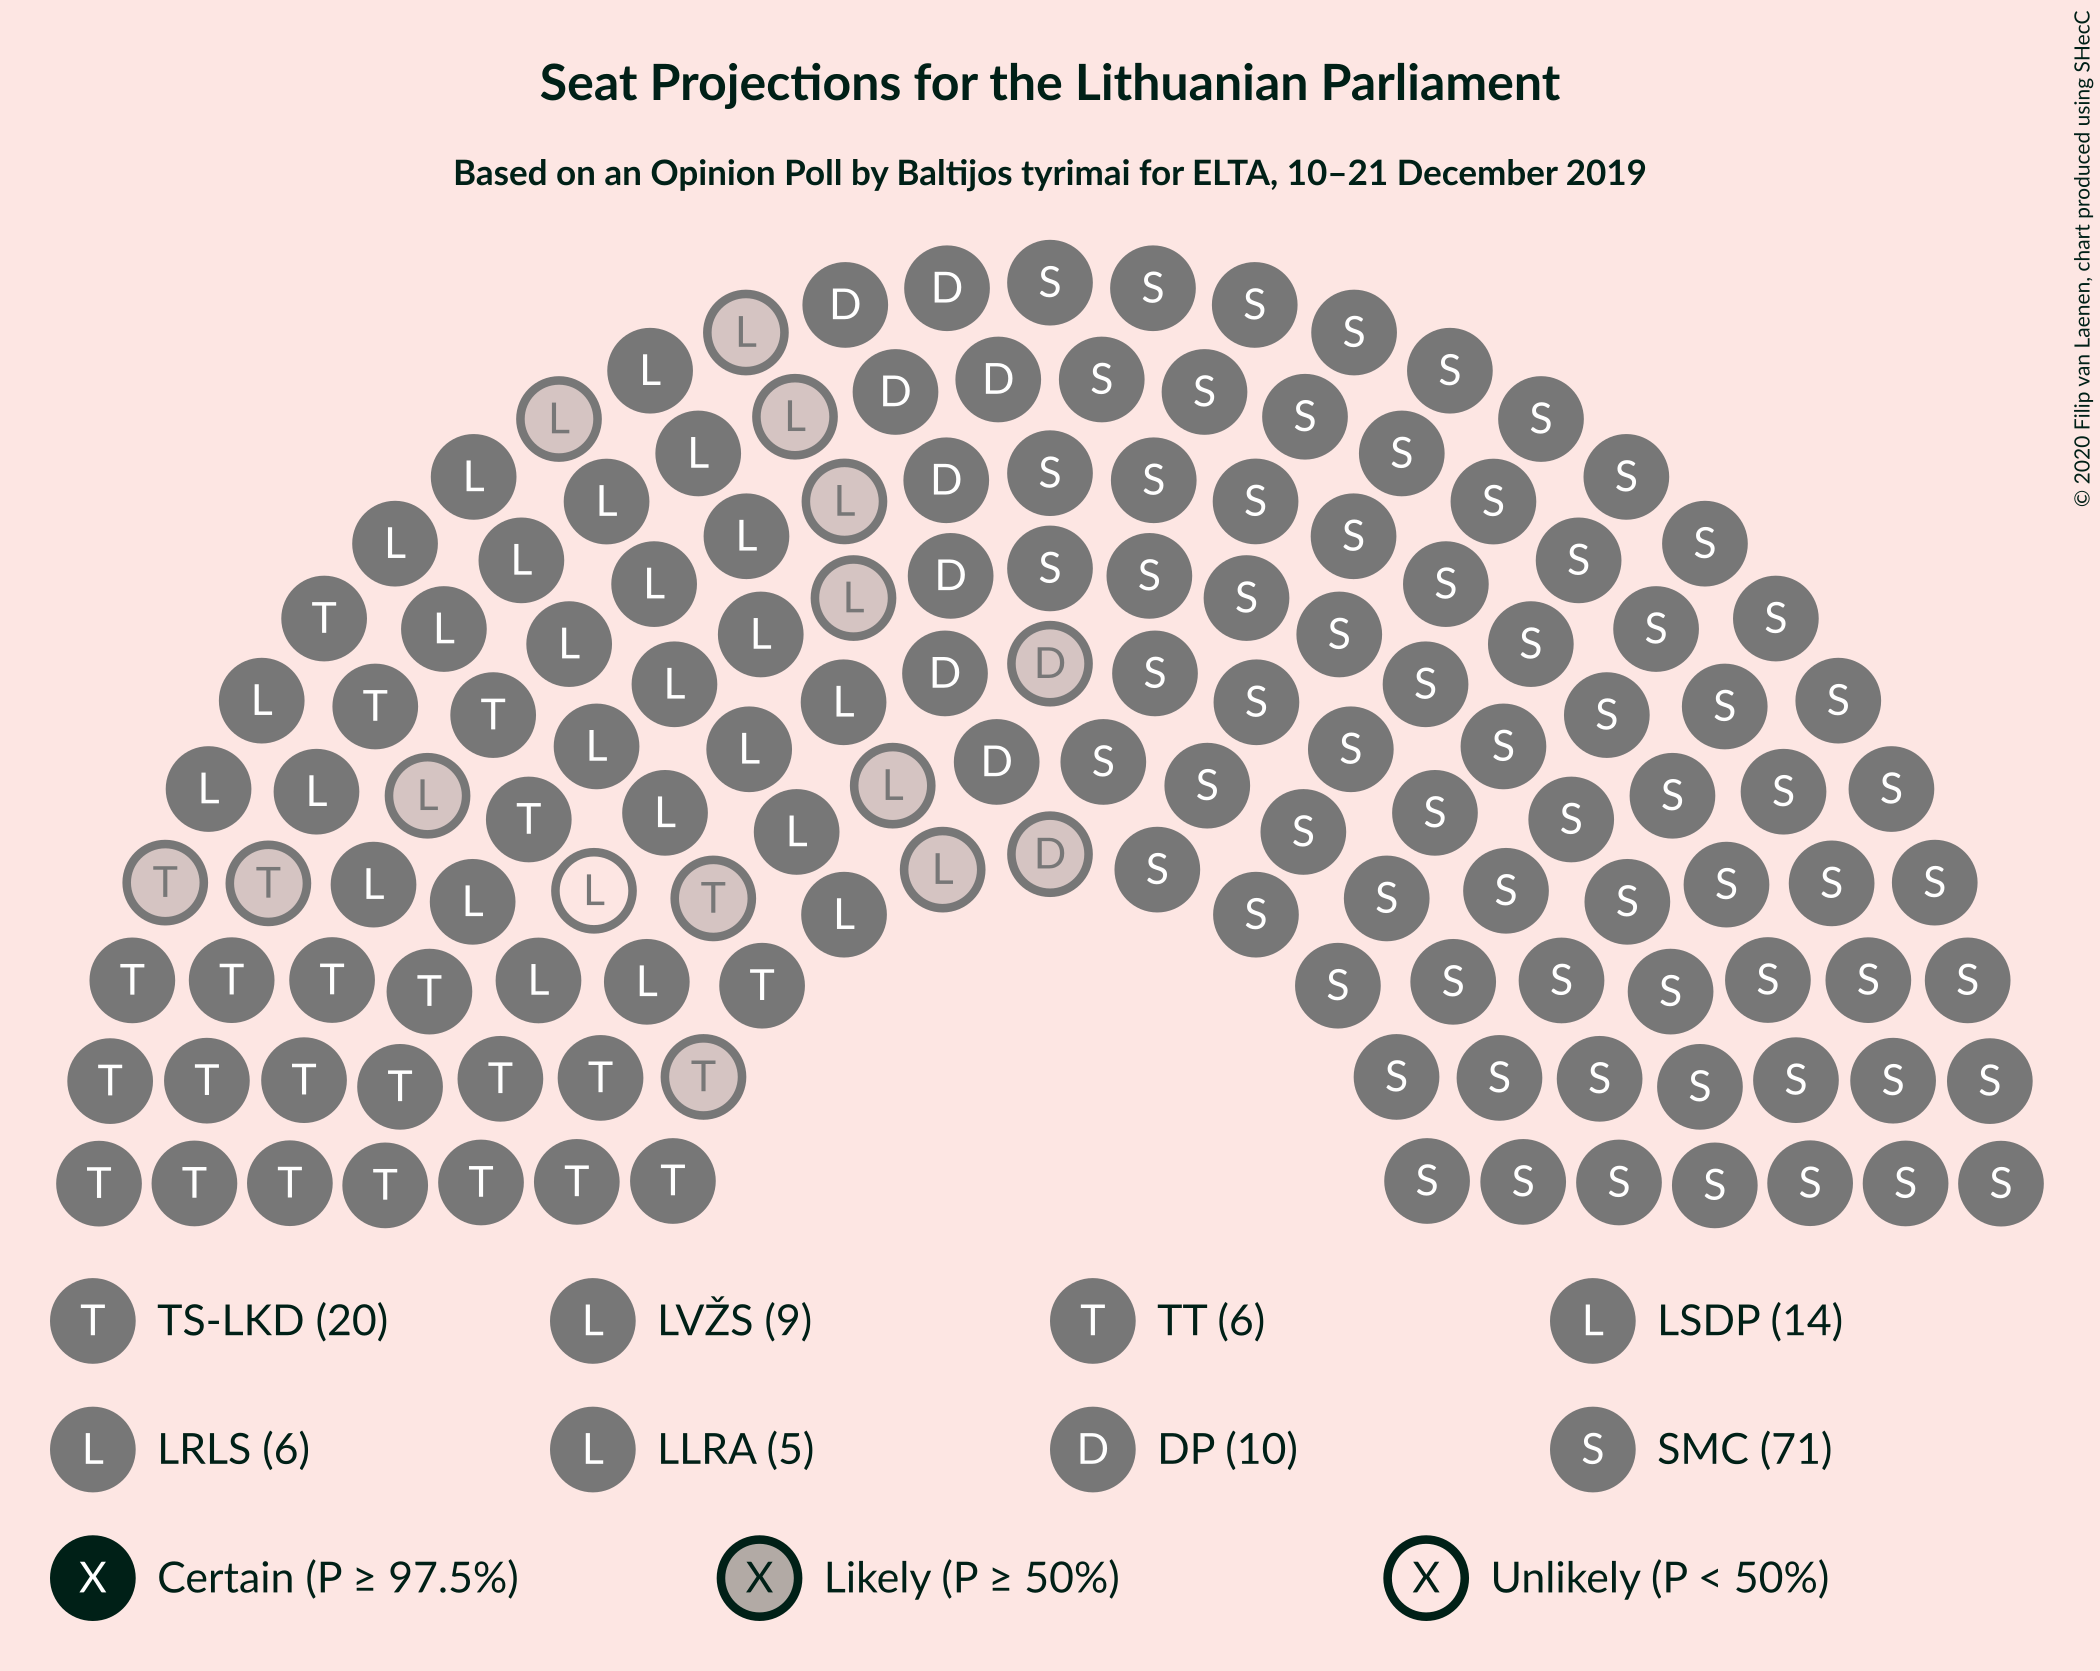 Seat Projections for the Lithuanian Parliament
Based on an Opinion Poll by Baltijos tyrimai for ELTA, 10–21 December 2019
© 2020 Filip van Laenen, chart produced using SHecC
D D S S S S
L L D D S S S S
L L L L D S S S S S S
L L L L D S S S S S S
T L L L L D D S S S S S S
L T T L L L L D S S S S S S S S
L L L T L L L D S S S S S S S S
T T L L L T L L D S S S S S S S S
T T T T L L T S S S S S S S
T T T T T T T S S S S S S S
T T T T T T T S S S S S S S
T TS-LKD (20) L LVŽS (9) T TT (6) L LSDP (14)
L LRLS (6) L LLRA (5) D DP (10) S SMC (71)
X Certain (P ≥ 97.5%) X Likely (P ≥ 50%) X Unlikely (P < 50%)